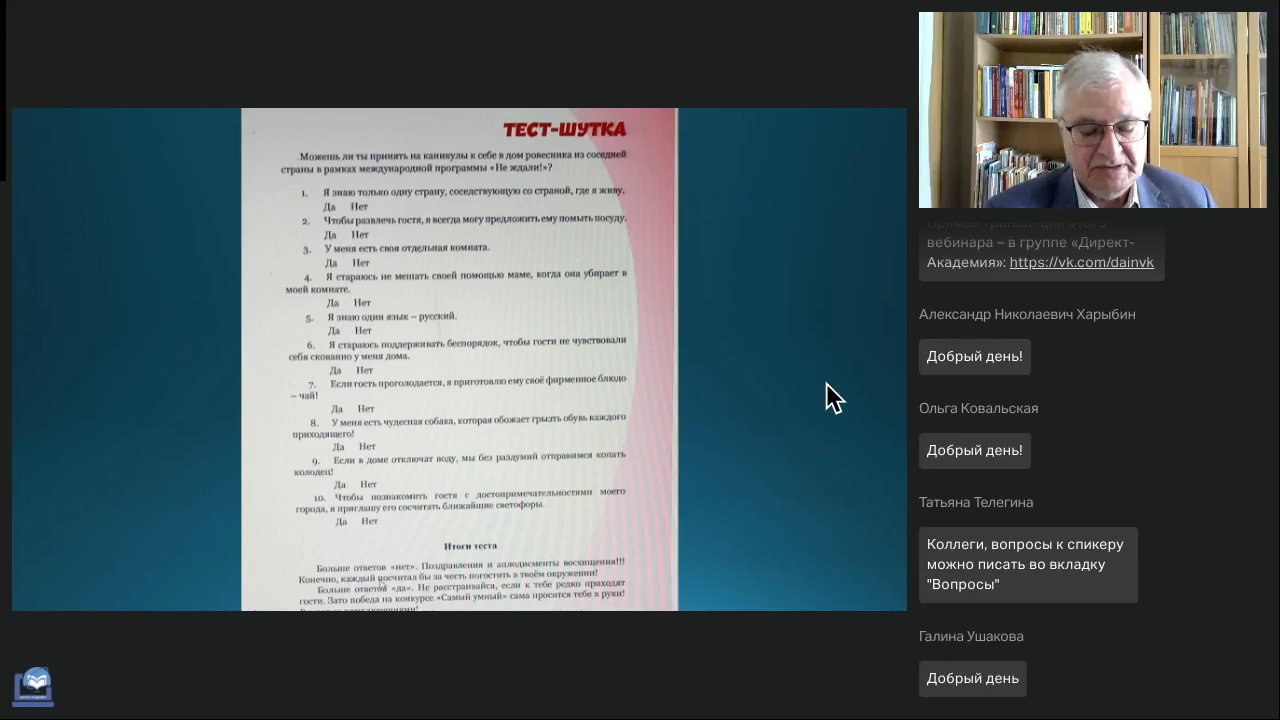 ТЕСТ-ШУТКА
Можешь ли ты принять на каникулы к себе в дом ровесника из соседней
страны в рамках международной программы «Не ждали!»?
1. Я знаю только одну страну, соседствующую со страной, где я живу.
Да Нет
2. Чтобы развлечь гостя, я всегда могу предложить ему помыть посуду.
Да Нет
3. У меня есть своя отдельная комната.
Да Нет
4. Я стараюсь не мешать своей помощью маме, когда она убирает в
моей комнате.
Да Нет
5. Я знаю один язык – русский.
Да Нет
6. Я стараюсь поддерживать беспорядок, чтобы гости не чувствовали
себя скованно у меня дома.
Да Нет
7. Если гость проголодается, я приготовлю ему своё фирменное блюдо
– чай!
Да Нет
8. У меня есть чудесная собака, которая обожает грызть обувь каждого
приходящего!
Да Нет
9. Если в доме отключат воду, мы без раздумий отправимся копать
колодец!
Да Нет
10. Чтобы познакомить гостя с достопримечательностями моего
города, я приглашу его сосчитать ближайшие светофоры.
Да Нет
Итоги теста
Больше ответов «нет». Поздравления и аплодисменты восхищения!!!
Конечно, каждый посчитал бы за честь погостить в твоём окружении!
Больше ответов «да». Не расстраивайся, если к тебе редко приходят
гости. Зато победа на конкурсе «Самый умный» сама просится тебе в руки!
Прямая трансляция этого
вебинара – в группе «Директ-
Академия»: https://vk.com/dainvk
Александр Николаевич Харыбин
Добрый день!
Ольга Ковальская
Добрый день!
Татьяна Телегина
Коллеги, вопросы к спикеру
можно писать во вкладку
"Вопросы"
Галина Ушакова
Добрый день